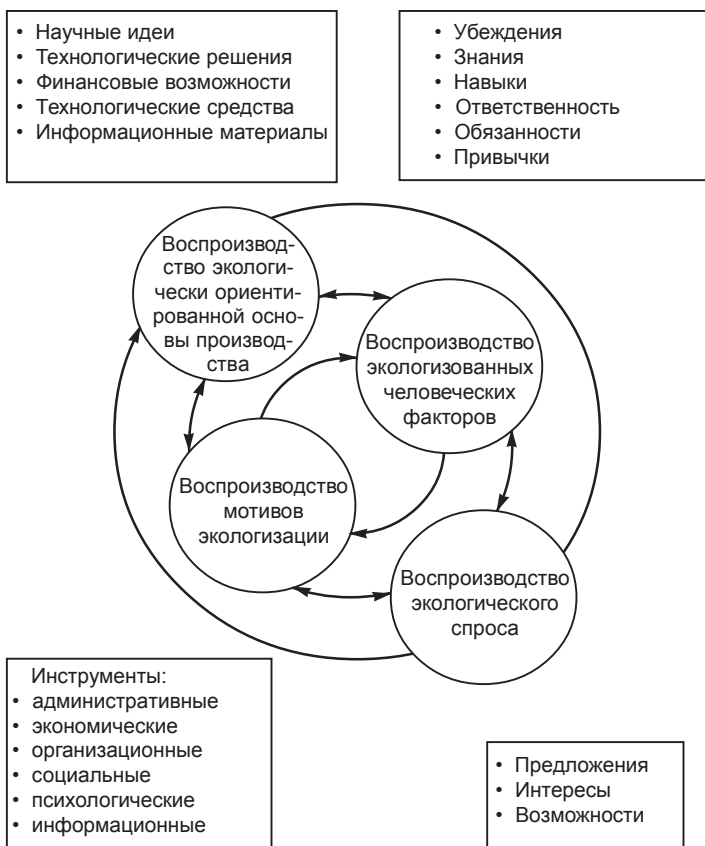 • Научные идеи
• Технологические решения
• Финансовые возможности
• Технологические средства
• Информационные материалы
• Убеждения
• Знания
• Навыки
• Ответственность
• Обязанности
• Привычки
Воспроизвод-
ство экологи-
чески ориенти-
рованной осно-
вы производ-
ства
Воспроизводство
экологизованных
человеческих
факторов
Воспроизводство
мотивов
экологизации
Воспроизводство
экологического
спроса
Инструменты:
• административные
• экономические
• организационные
• социальные
• психологические
• информационные
• Предложения
• Интересы
• Возможности